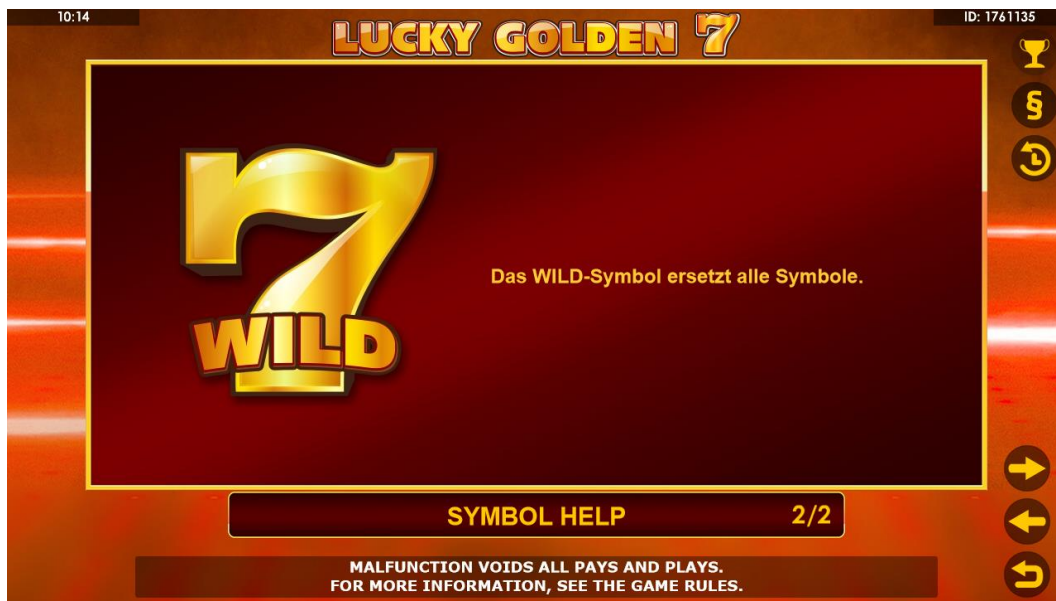 10:14
ID: 1761135
LUCKY GOLDEN 7
§
7
WILD
Das WILD-Symbol ersetzt alle Symbole.
SYMBOL HELP 2/2
MALFUNCTION VOIDS ALL PAYS AND PLAYS.
FOR MORE INFORMATION, SEE THE GAME RULES.